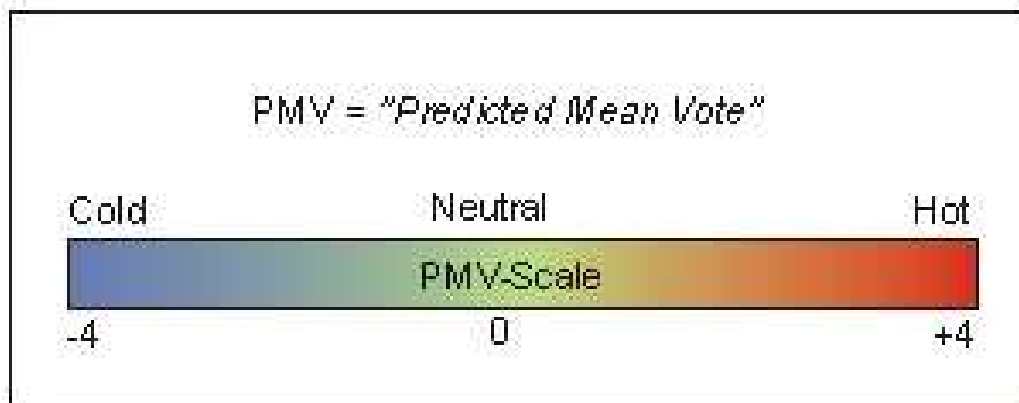 PMV = "Predicted Mean Vote"
Cold Neutral Hot
PMV-Scale
-4 0 +4